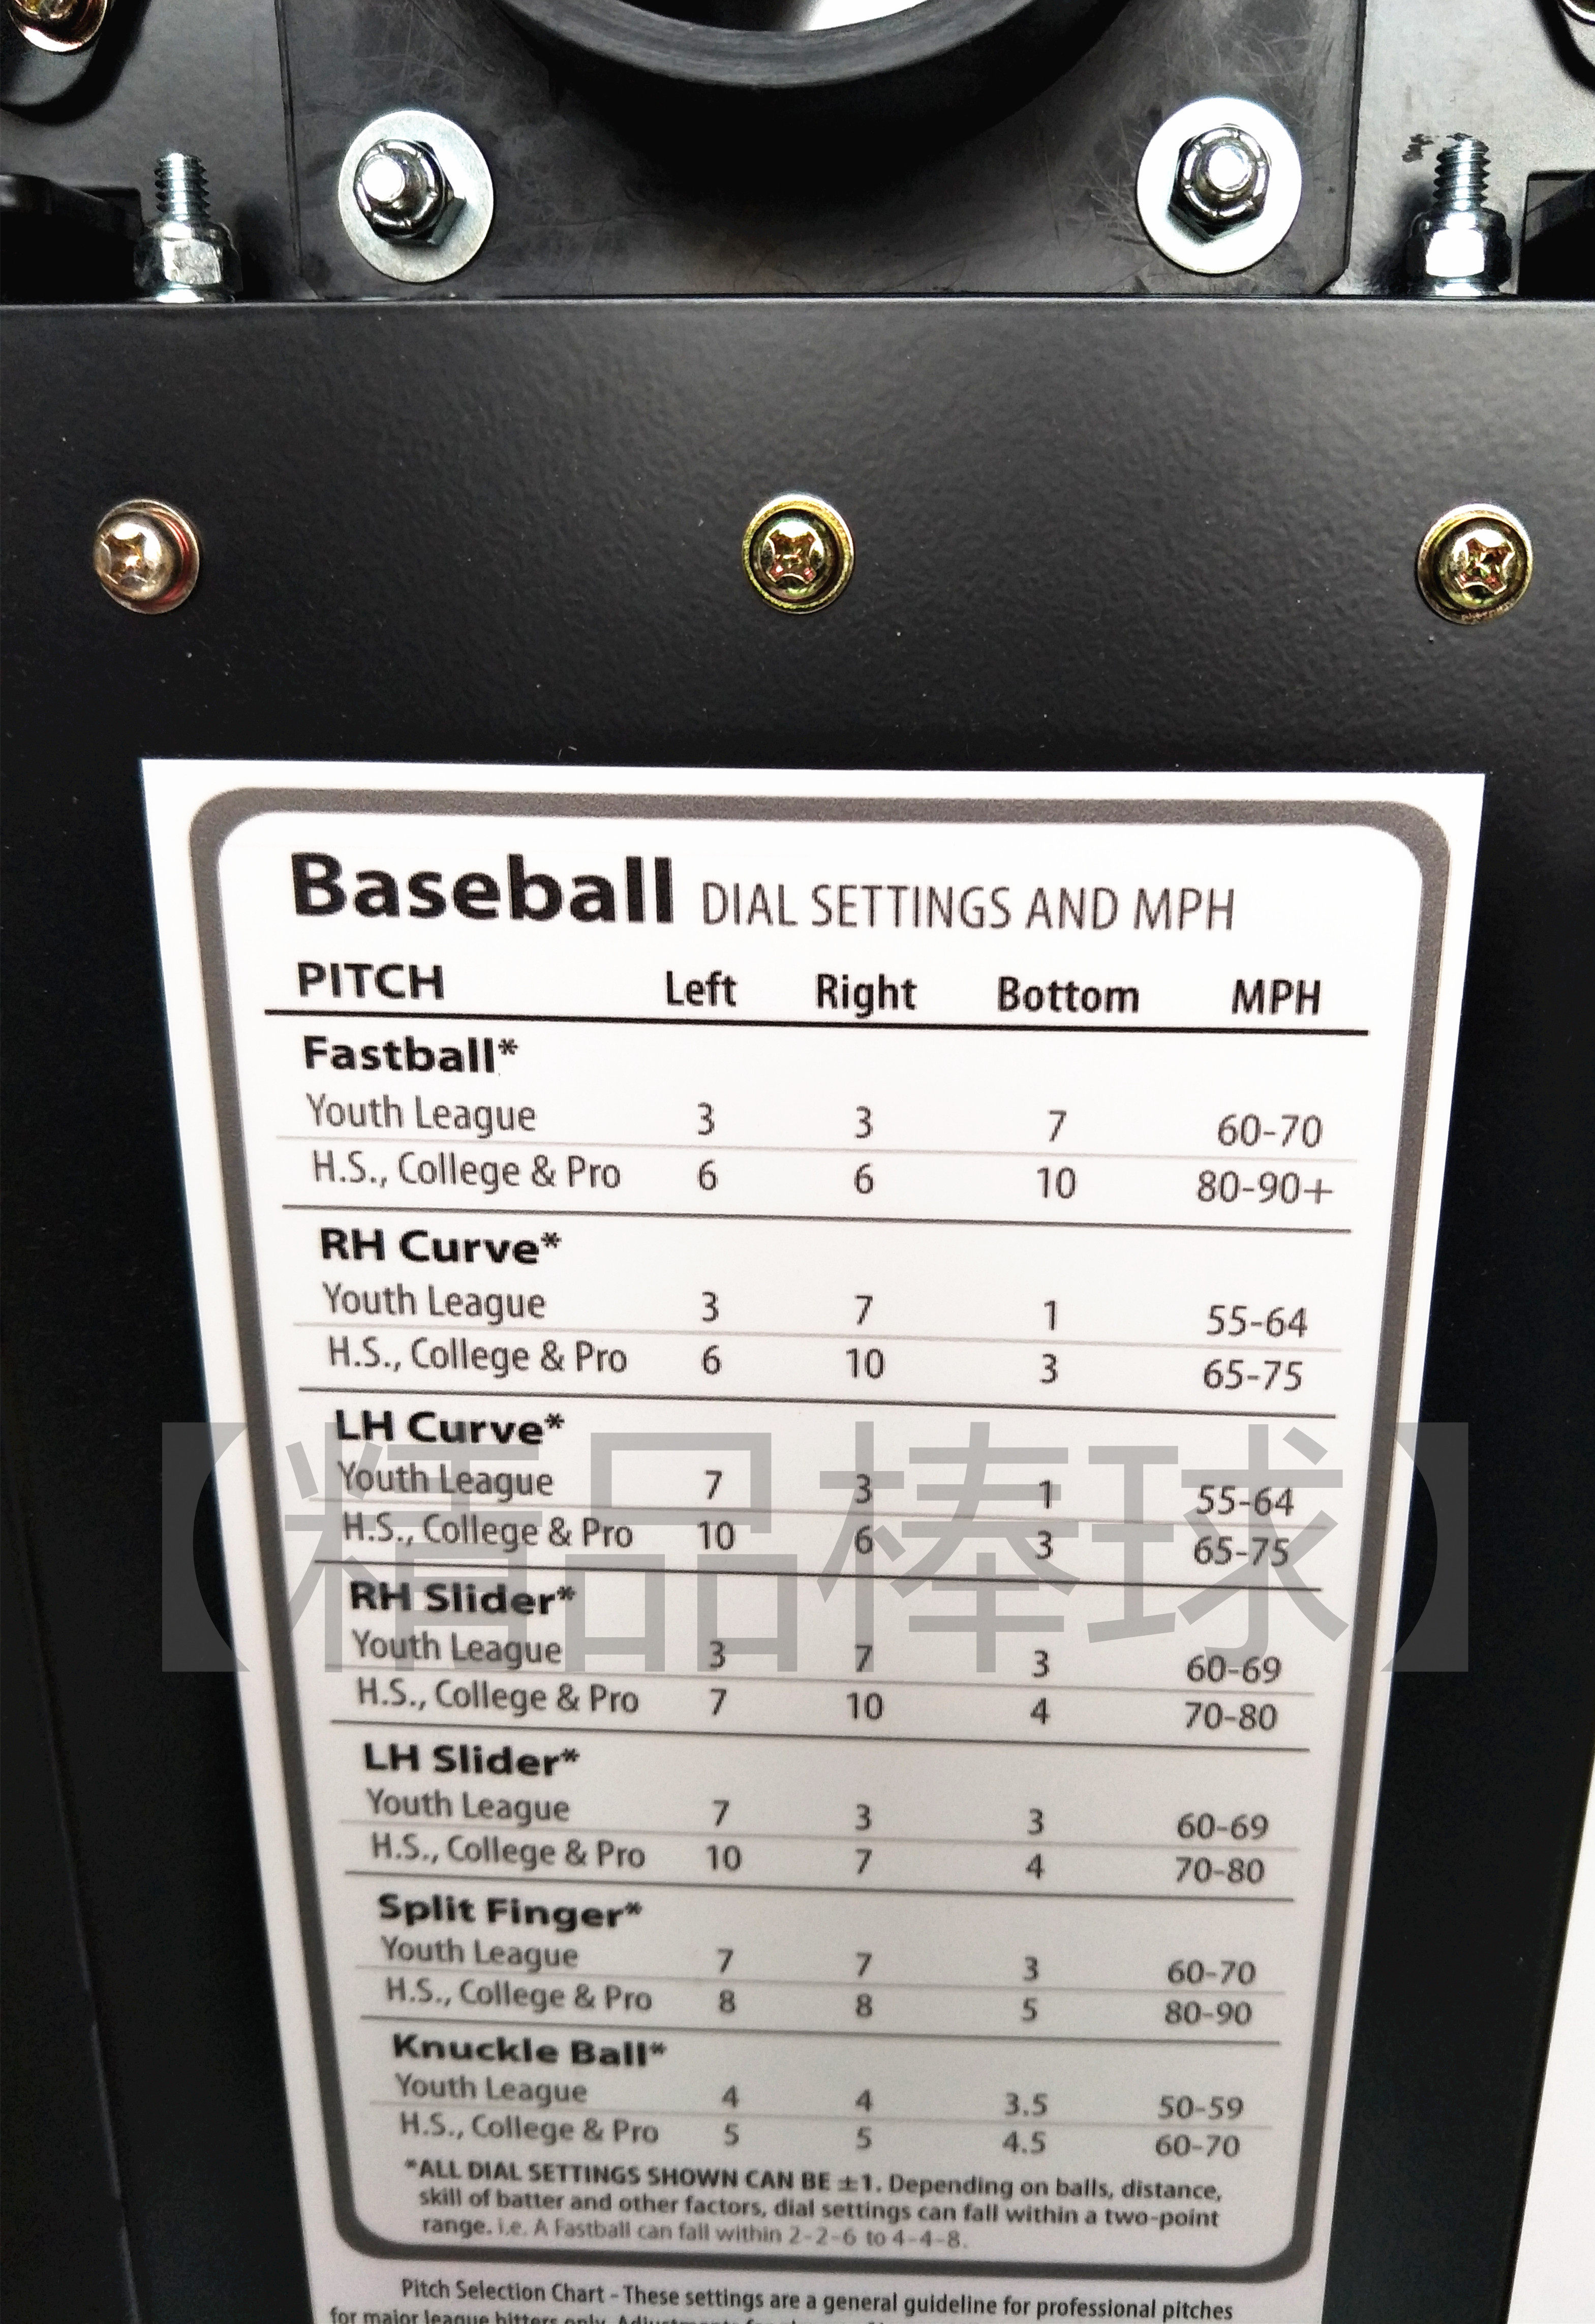 Baseball DIAL SETTINGS AND MPH
PITCH Left Right Bottom MPH
Fastball*
Youth League 3 3 7 60-70
H.S., College & Pro 6 6 10 80-90+
RH Curve*
Youth League 3 7 1 55-64
H.S., College & Pro 6 10 3 65-75
LH Curve*
Youth League 7 3 1 55-64
H.S., College & Pro 10 6 3 65-75
【精品棒球】
RH Slider*
Youth League 3 7 3 60-69
H.S., College & Pro 7 10 4 70-80
LH Slider*
Youth League 7 3 3 60-69
H.S., College & Pro 10 7 4 70-80
Split Finger*
Youth League 7 7 3 60-70
H.S., College & Pro 8 8 5 80-90
Knuckle Ball*
Youth League 4 4 3.5 50-59
H.S., College & Pro 5 5 4.5 60-70
*ALL DIAL SETTINGS SHOWN CAN BE ±1. Depending on balls, distance,
skill of batter and other factors, dial settings can fall within a two-point
range. i.e. A Fastball can fall within 2-2-6 to 4-4-8.
Pitch Selection Chart - These settings are a general guideline for professional pitches
for major league hitters only.